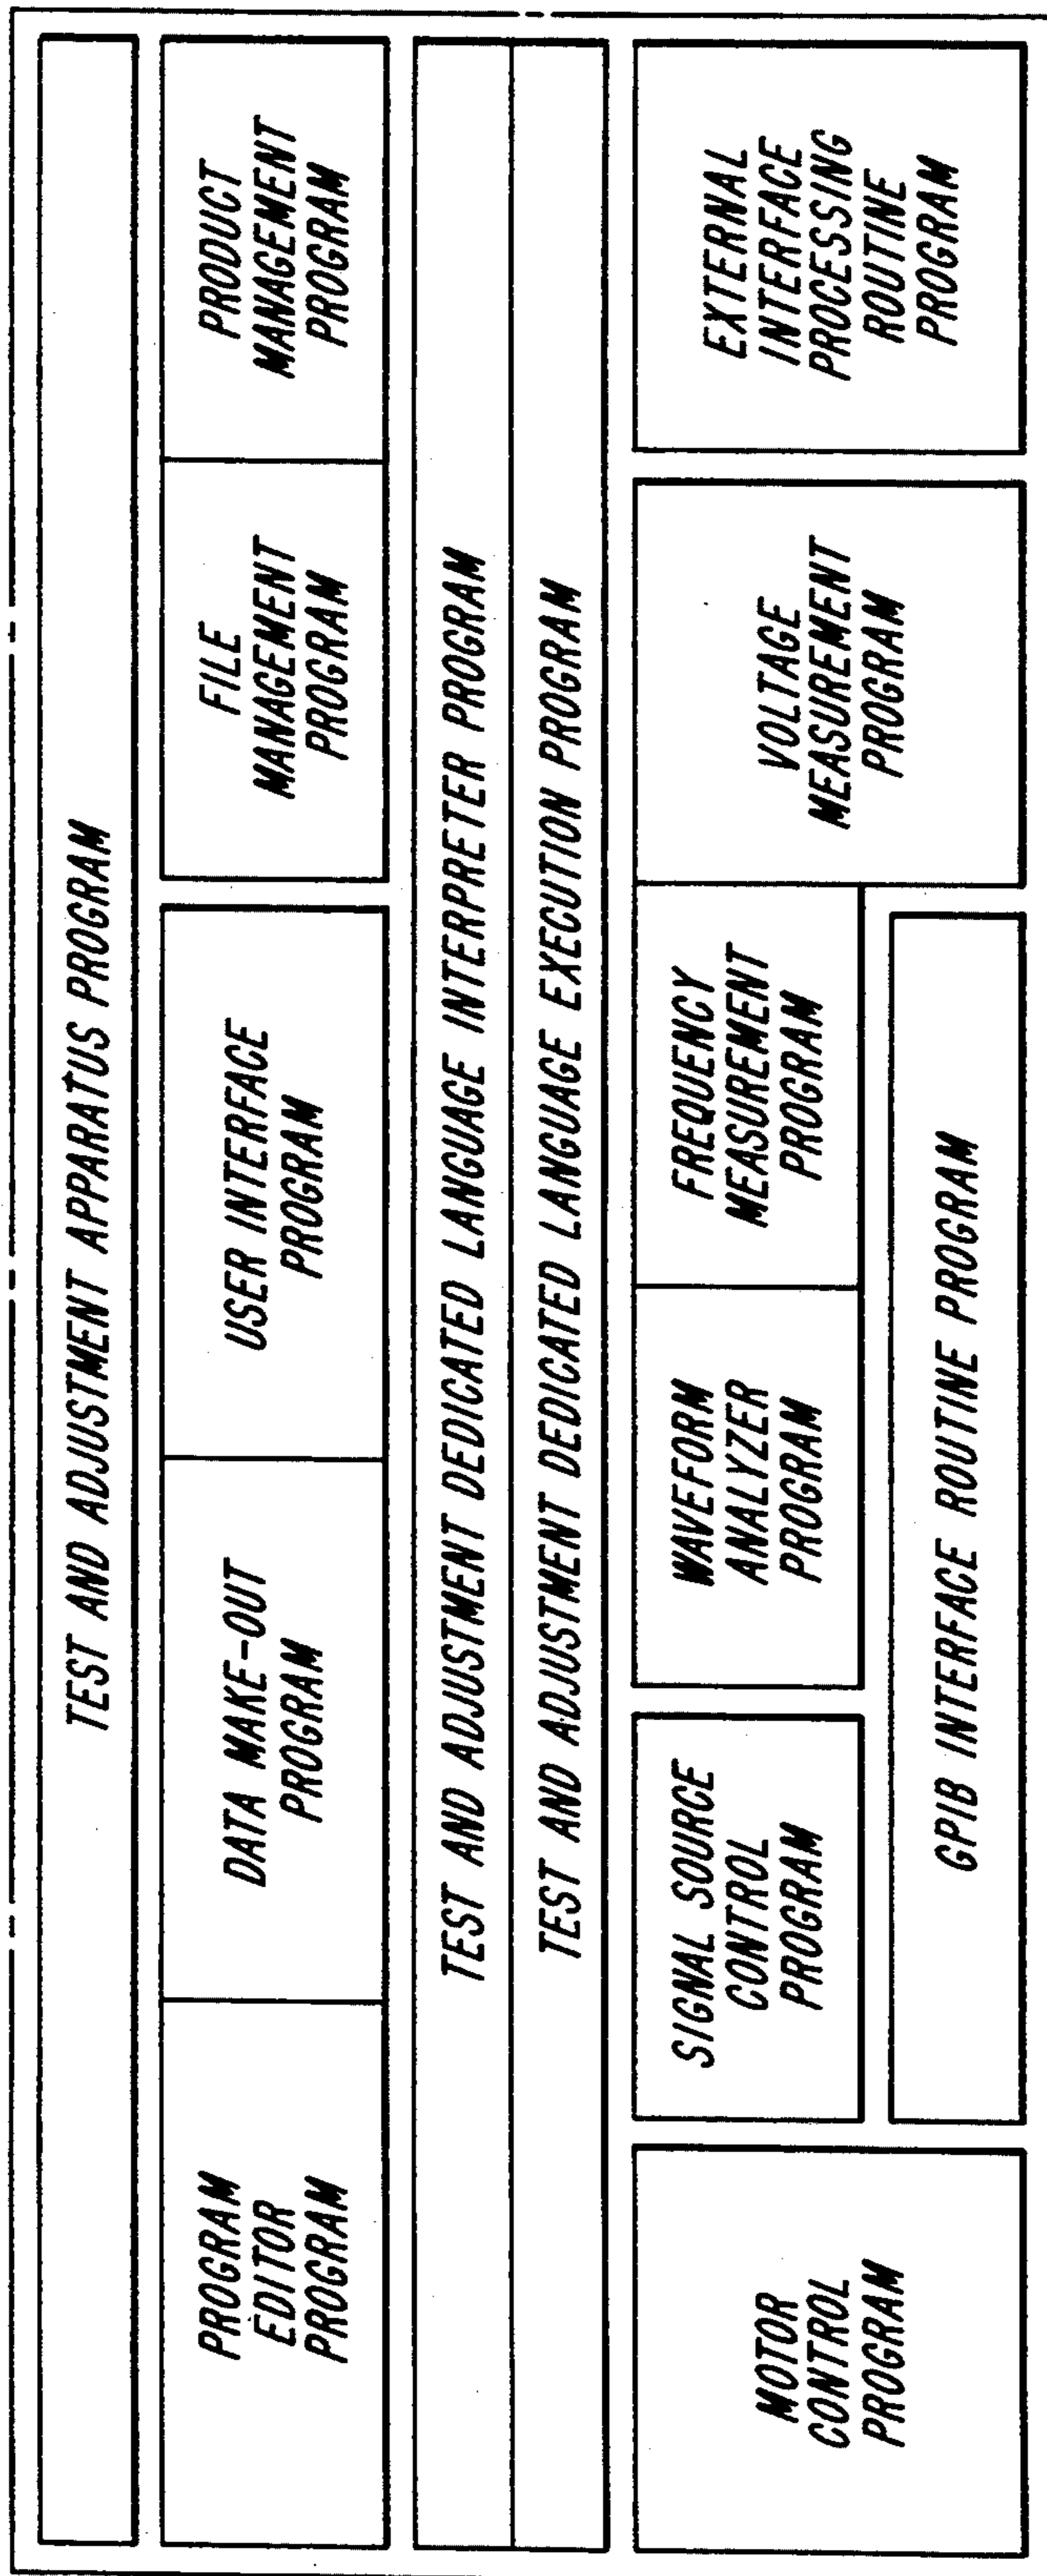 TEST AND ADJUSTMENT APPARATUS PROGRAM
PROGRAM
EDITOR
PROGRAM
DATA MAKE-OUT
PROGRAM
USER INTERFACE
PROGRAM
FILE
MANAGEMENT
PROGRAM
PRODUCT
MANAGEMENT
PROGRAM
TEST AND ADJUSTMENT DEDICATED LANGUAGE INTERPRETER PROGRAM
TEST AND ADJUSTMENT DEDICATED LANGUAGE EXECUTION PROGRAM
MOTOR
CONTROL
PROGRAM
SIGNAL SOURCE
CONTROL
PROGRAM
WAVEFORM
ANALYZER
PROGRAM
FREQUENCY
MEASUREMENT
PROGRAM
GPIB INTERFACE ROUTINE PROGRAM
VOLTAGE
MEASUREMENT
PROGRAM
EXTERNAL
INTERFACE
PROCESSING
ROUTINE
PROGRAM